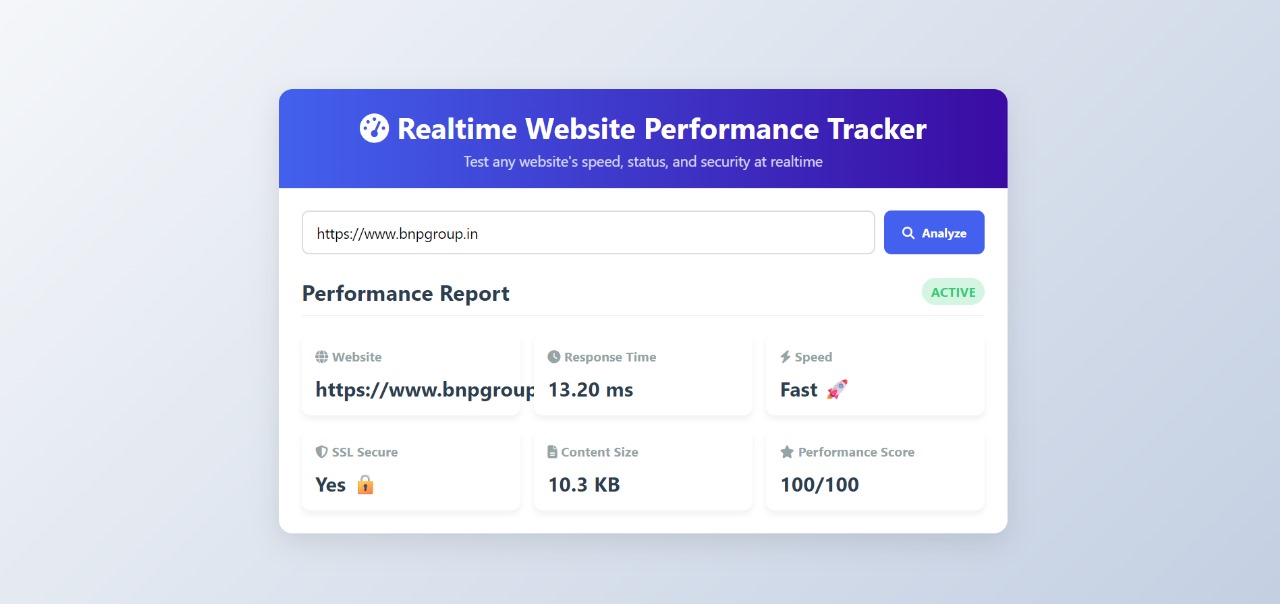 Realtime Website Performance Tracker
Test any website's speed, status, and security at realtime
https://www.bnpgroup.in
Analyze
Performance Report
ACTIVE
Website
https://www.bnpgroup
Response Time
13.20 ms
Speed
Fast 🚀
SSL Secure
Yes 🔒
Content Size
10.3 KB
Performance Score
100/100